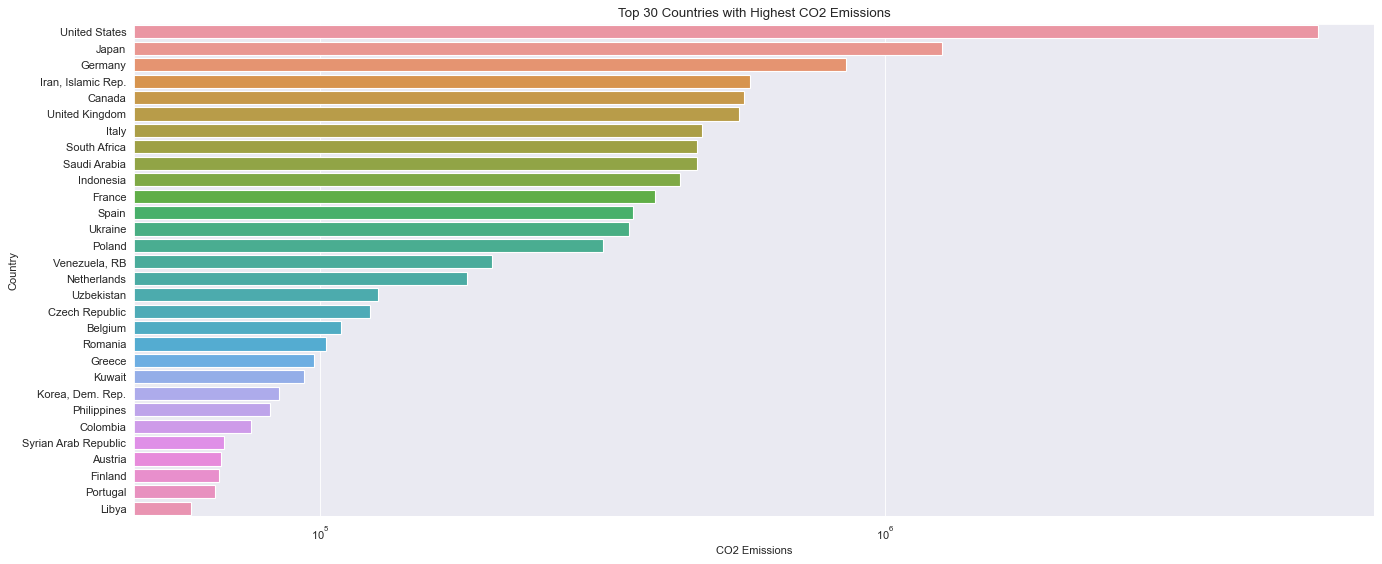 Top 30 Countries with Highest CO2 Emissions
Country
United States
Japan
Germany
Iran, Islamic Rep.
Canada
United Kingdom
Italy
South Africa
Saudi Arabia
Indonesia
France
Spain
Ukraine
Poland
Venezuela, RB
Netherlands
Uzbekistan
Czech Republic
Belgium
Romania
Greece
Kuwait
Korea, Dem. Rep.
Philippines
Colombia
Syrian Arab Republic
Austria
Finland
Portugal
Libya
10⁵ 10⁶
CO2 Emissions